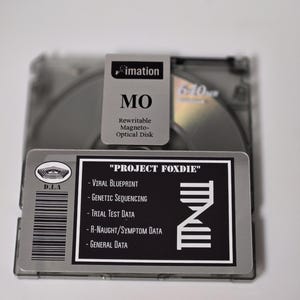 imation
MO
Rewritable
Magneto-
Optical Disk
640MB
"PROJECT FOXDIE"
- VIRAL BLUEPRINT
- GENETIC SEQUENCING
- TRIAL TEST DATA
- R-NAUGHT/SYMPTOM DATA
- GENERAL DATA
D.I.A